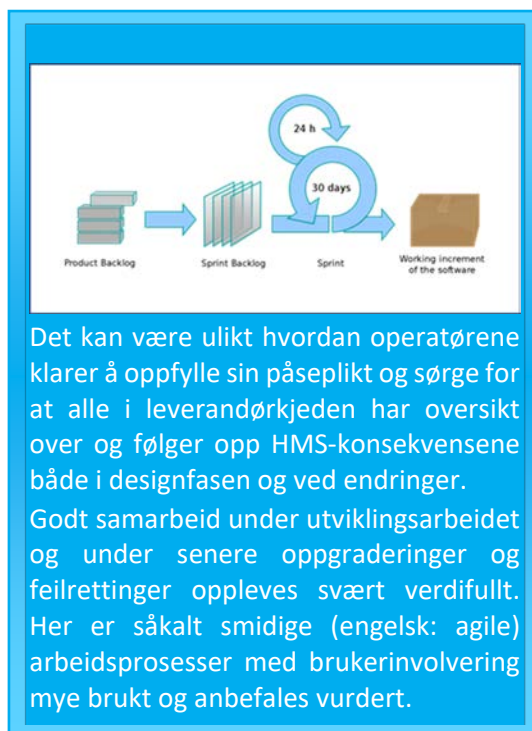 24 h
30 days
Product Backlog
Sprint Backlog
Sprint
Working increment
of the software
Det kan være ulikt hvordan operatørene
klarer å oppfylle sin påseplikt og sørge for
at alle i leverandørkjeden har oversikt
over og følger opp HMS-konsekvensene
både i designfasen og ved endringer.
Godt samarbeid under utviklingsarbeidet
og under senere oppgraderinger og
feilrettinger oppleves svært verdifullt.
Her er såkalt smidige (engelsk: agile)
arbeidsprosesser med brukerinvolvering
mye brukt og anbefales vurdert.